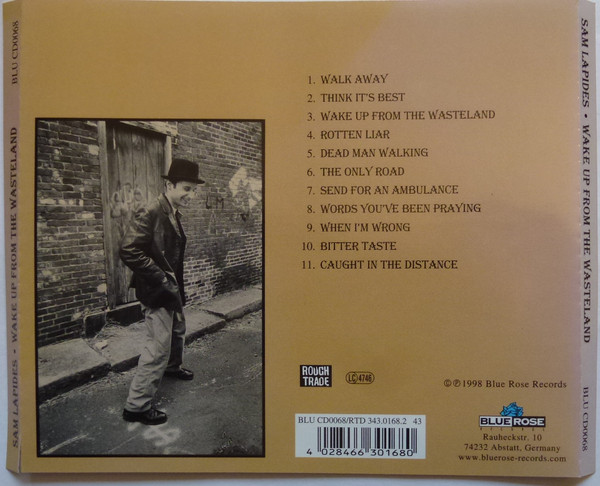 BLU CD0068
SAM LAPIDES • WAKE UP FROM THE WASTELAND
1. WALK AWAY
2. THINK IT'S BEST
3. WAKE UP FROM THE WASTELAND
4. ROTTEN LIAR
5. DEAD MAN WALKING
6. THE ONLY ROAD
7. SEND FOR AN AMBULANCE
8. WORDS YOU'VE BEEN PRAYING
9. WHEN I'M WRONG
10. BITTER TASTE
11. CAUGHT IN THE DISTANCE
ROUGH
TRADE
LC 4746
©℗1998 Blue Rose Records
BLU CD0068/RTD 343.0168.2 43
4 028466 301680
BLUE ROSE
RECORDS
Rauheckstr. 10
74232 Abstatt, Germany
www.bluerose-records.com
SAM LAPIDES • WAKE UP FROM THE WASTELAND
BLU CD0068